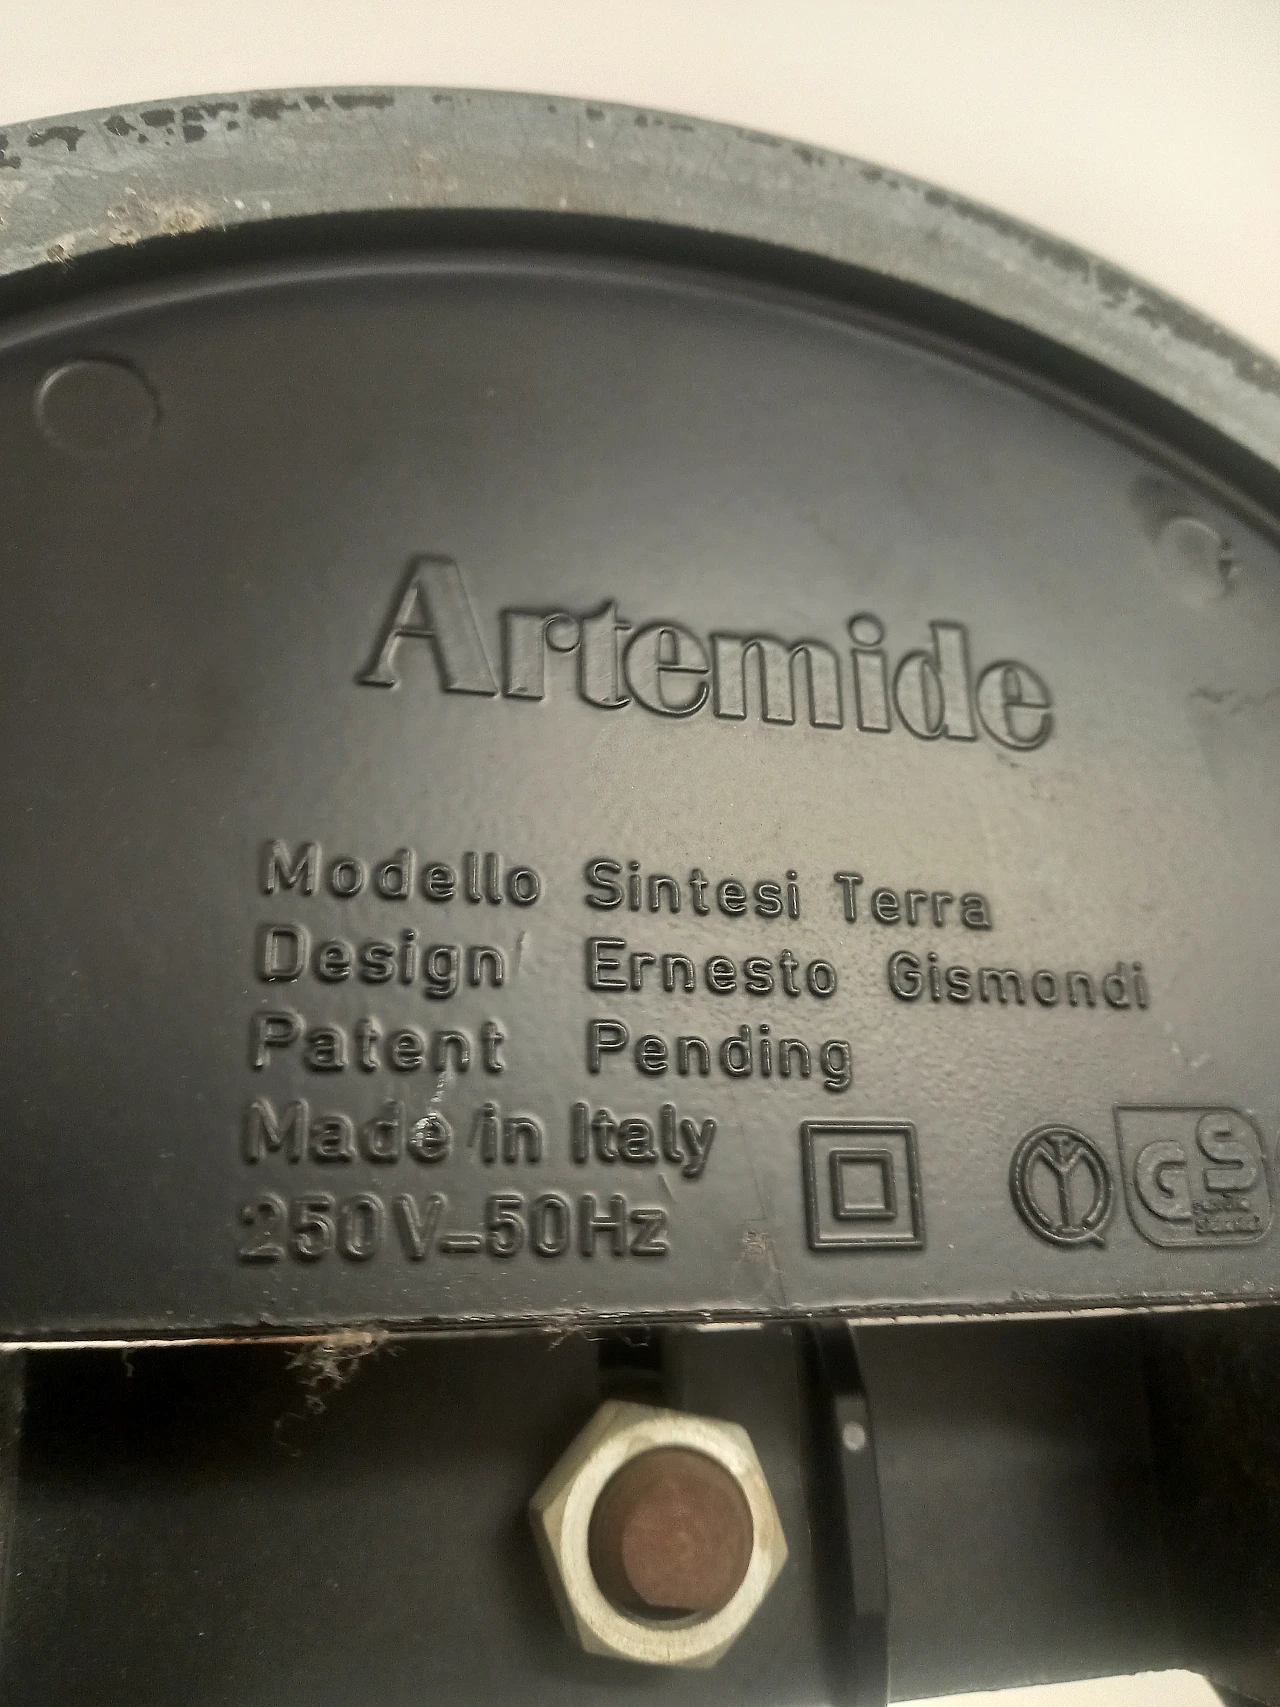 Artemide
Modello Sintesi Terra
Design Ernesto Gismondi
Patent Pending
Made in Italy
250V-50Hz
GS